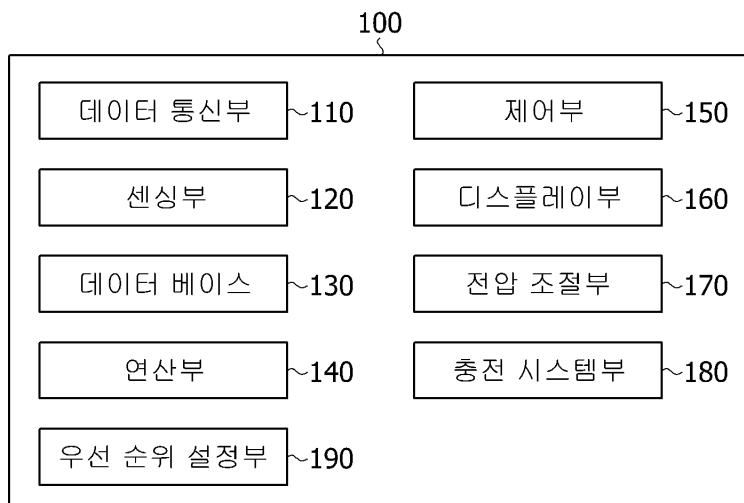 100
데이터 통신부 110
제어부 150
센싱부 120
디스플레이부 160
데이터 베이스 130
전압 조절부 170
연산부 140
충전 시스템부 180
우선 순위 설정부 190